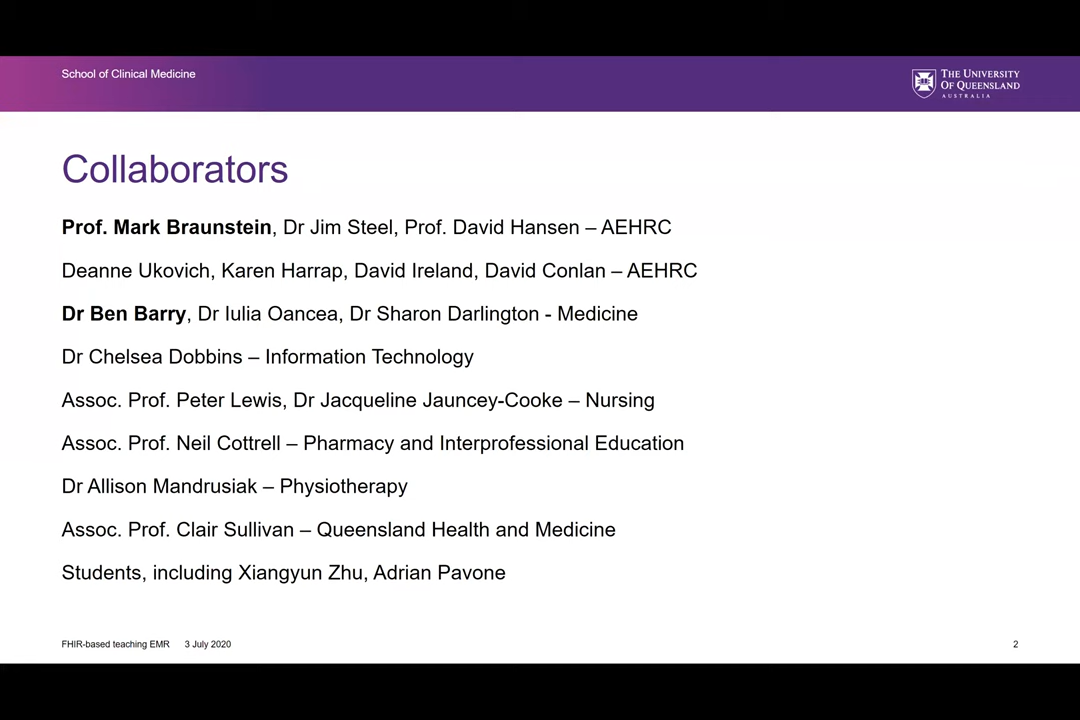 School of Clinical Medicine
THE UNIVERSITY
OF QUEENSLAND
AUSTRALIA
Collaborators
Prof. Mark Braunstein, Dr Jim Steel, Prof. David Hansen – AEHRC
Deanne Ukovich, Karen Harrap, David Ireland, David Conlan – AEHRC
Dr Ben Barry, Dr Iulia Oancea, Dr Sharon Darlington - Medicine
Dr Chelsea Dobbins – Information Technology
Assoc. Prof. Peter Lewis, Dr Jacqueline Jauncey-Cooke – Nursing
Assoc. Prof. Neil Cottrell – Pharmacy and Interprofessional Education
Dr Allison Mandrusiak – Physiotherapy
Assoc. Prof. Clair Sullivan – Queensland Health and Medicine
Students, including Xiangyun Zhu, Adrian Pavone
FHIR-based teaching EMR 3 July 2020 2